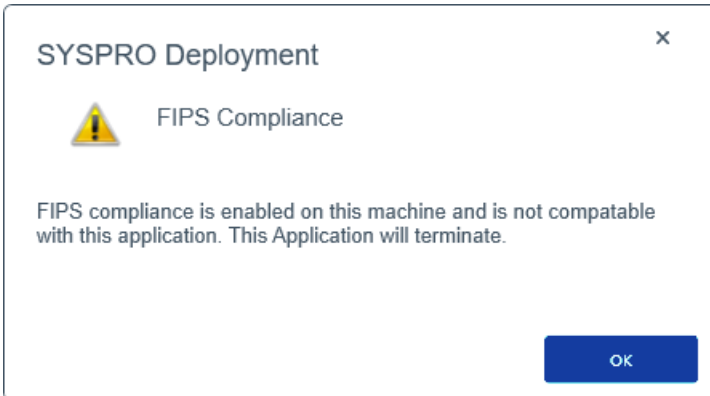 SYSPRO Deployment
FIPS Compliance
FIPS compliance is enabled on this machine and is not compatable
with this application. This Application will terminate.
OK